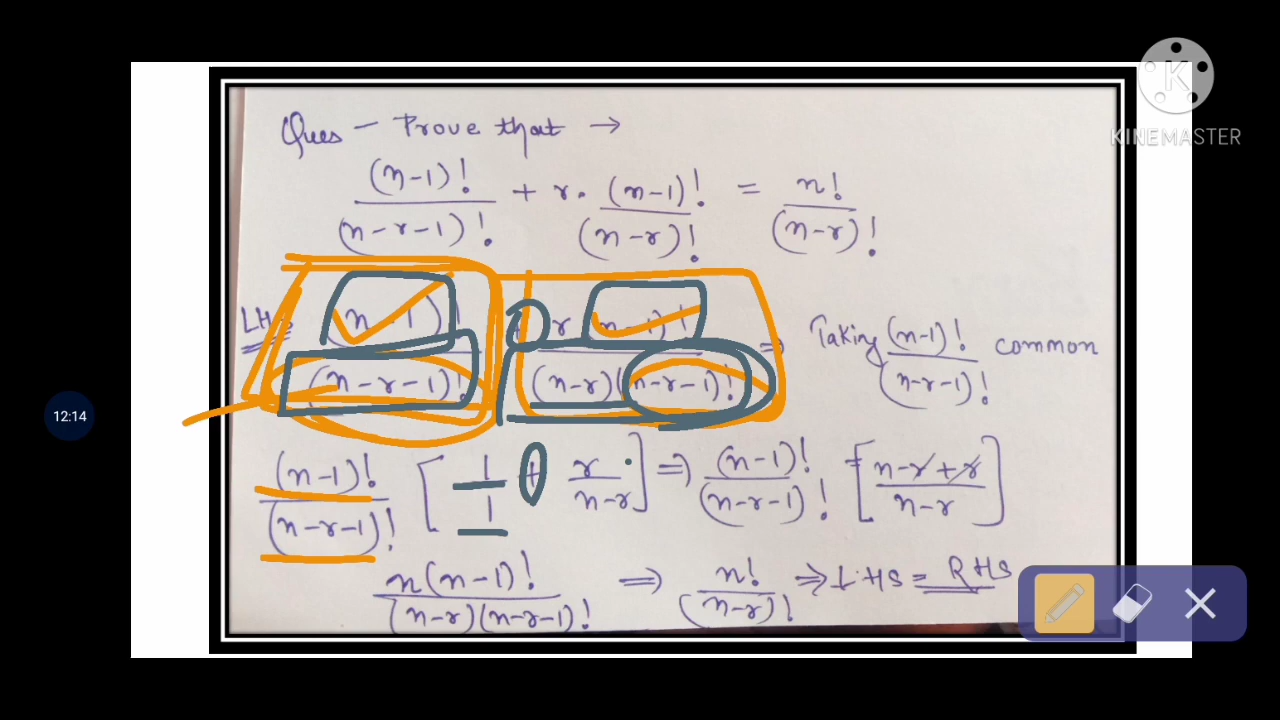 Ques - Prove that →
(n-1)! / (n-r-1)! + r. (n-1)! / (n-r)! = n! / (n-r)!
LHS (n-1)! / (n-r-1)! + r (n-1)! / (n-r)(n-r-1)! ⇒ Taking (n-1)! / (n-r-1)! common
(n-1)! / (n-r-1)! [1/1 + r/n-r] ⇒ (n-1)! / (n-r-1)! [n-r+r / n-r]
n(n-1)! / (n-r)(n-r-1)! ⇒ n! / (n-r)! ⇒ LHS = RHS
12:14
K
KINEMASTER